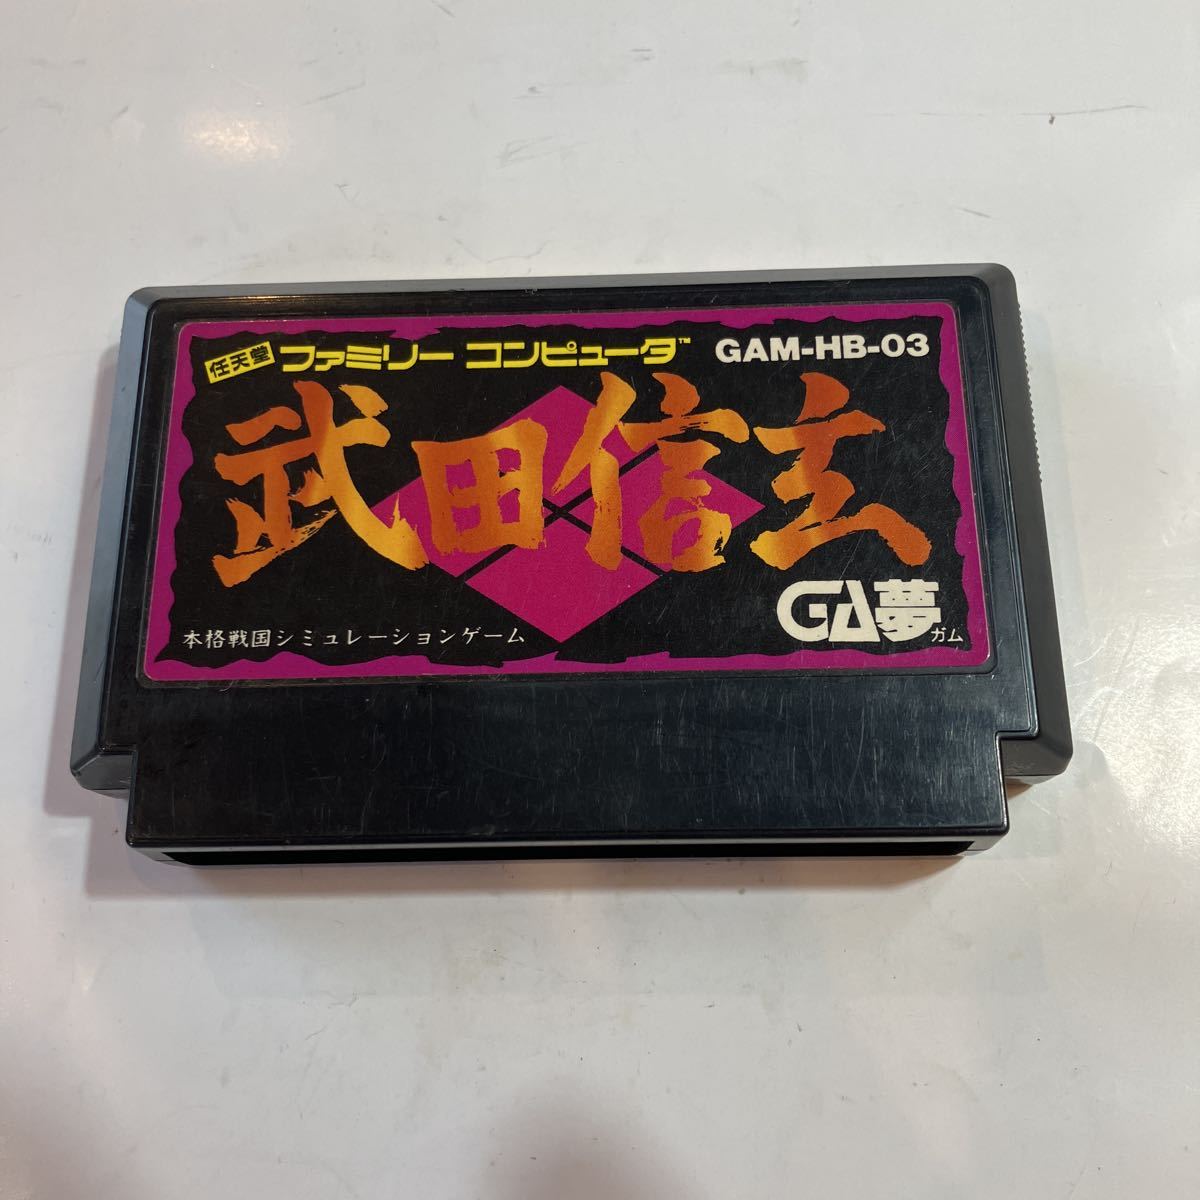 任天堂 ファミリー コンピュータ™ GAM-HB-03
武田信玄
GA夢
ガム
本格戦国シミュレーションゲーム